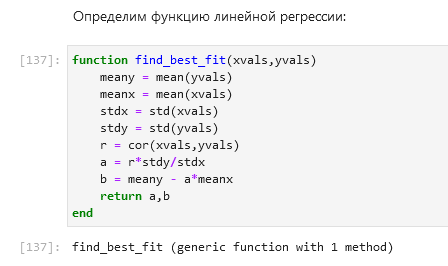 Определим функцию линейной регрессии:
[137]: function find_best_fit(xvals,yvals)
meany = mean(yvals)
meanx = mean(xvals)
stdx = std(xvals)
stdy = std(yvals)
r = cor(xvals,yvals)
a = r*stdy/stdx
b = meany - a*meanx
return a,b
end
[137]: find_best_fit (generic function with 1 method)